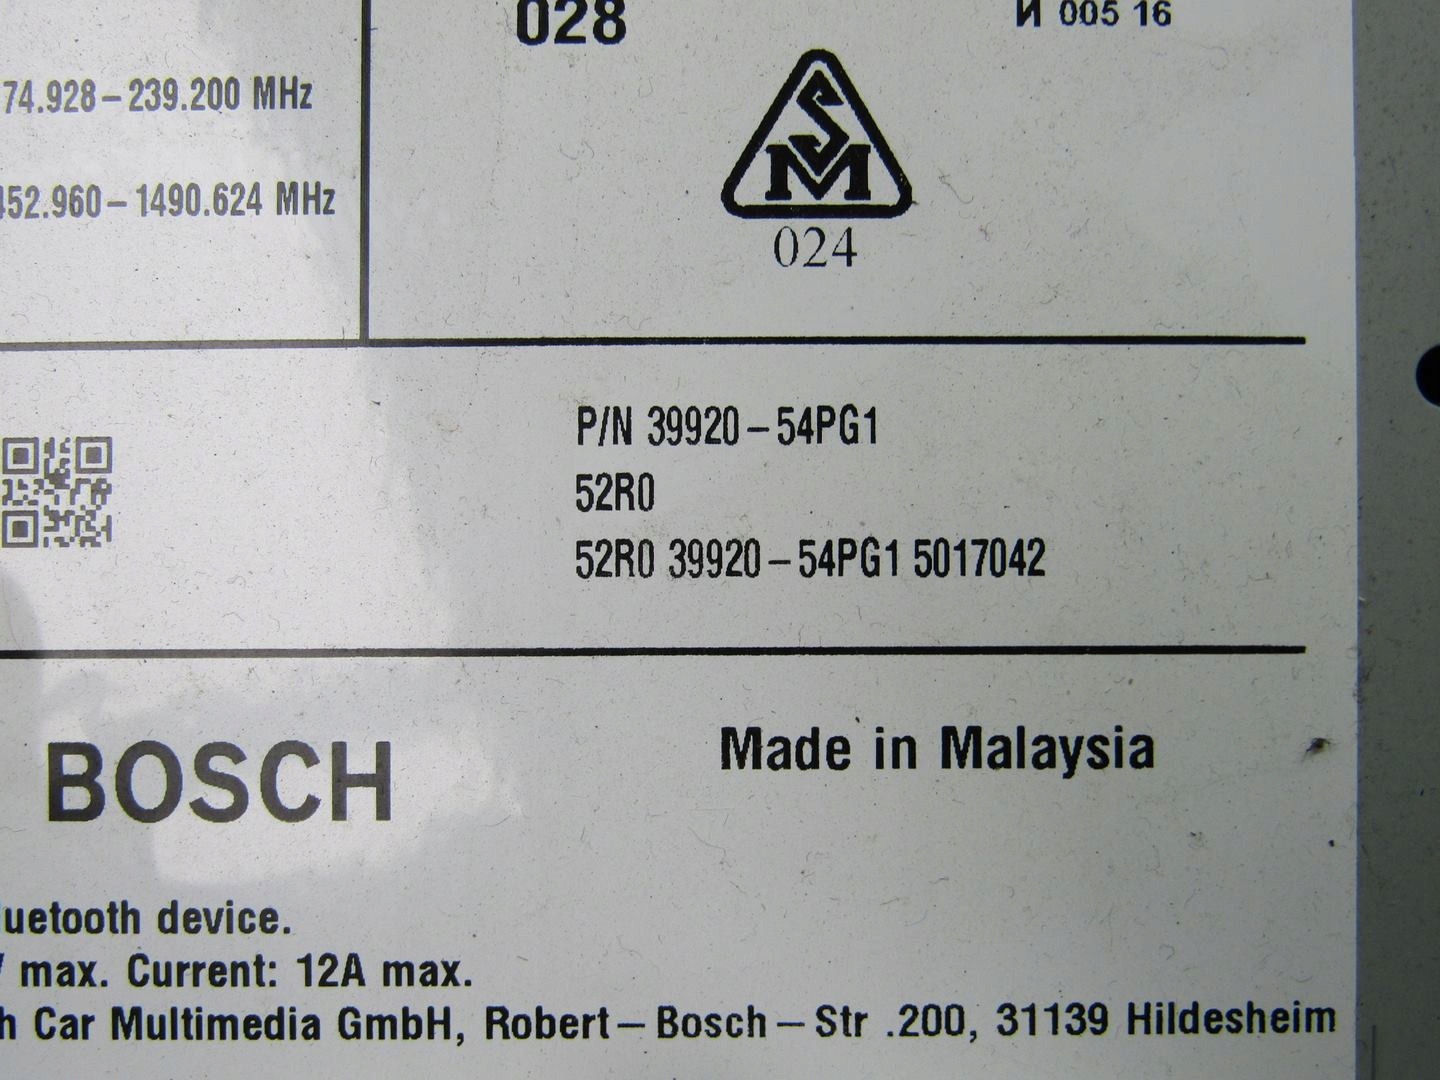 028
И 005 16
74.928–239.200 MHz
SM
452.960–1490.624 MHz
024
P/N 39920–54PG1
52R0
52R0 39920–54PG1 5017042
BOSCH
Made in Malaysia
luetooth device.
max. Current: 12A max.
h Car Multimedia GmbH, Robert–Bosch–Str .200, 31139 Hildesheim